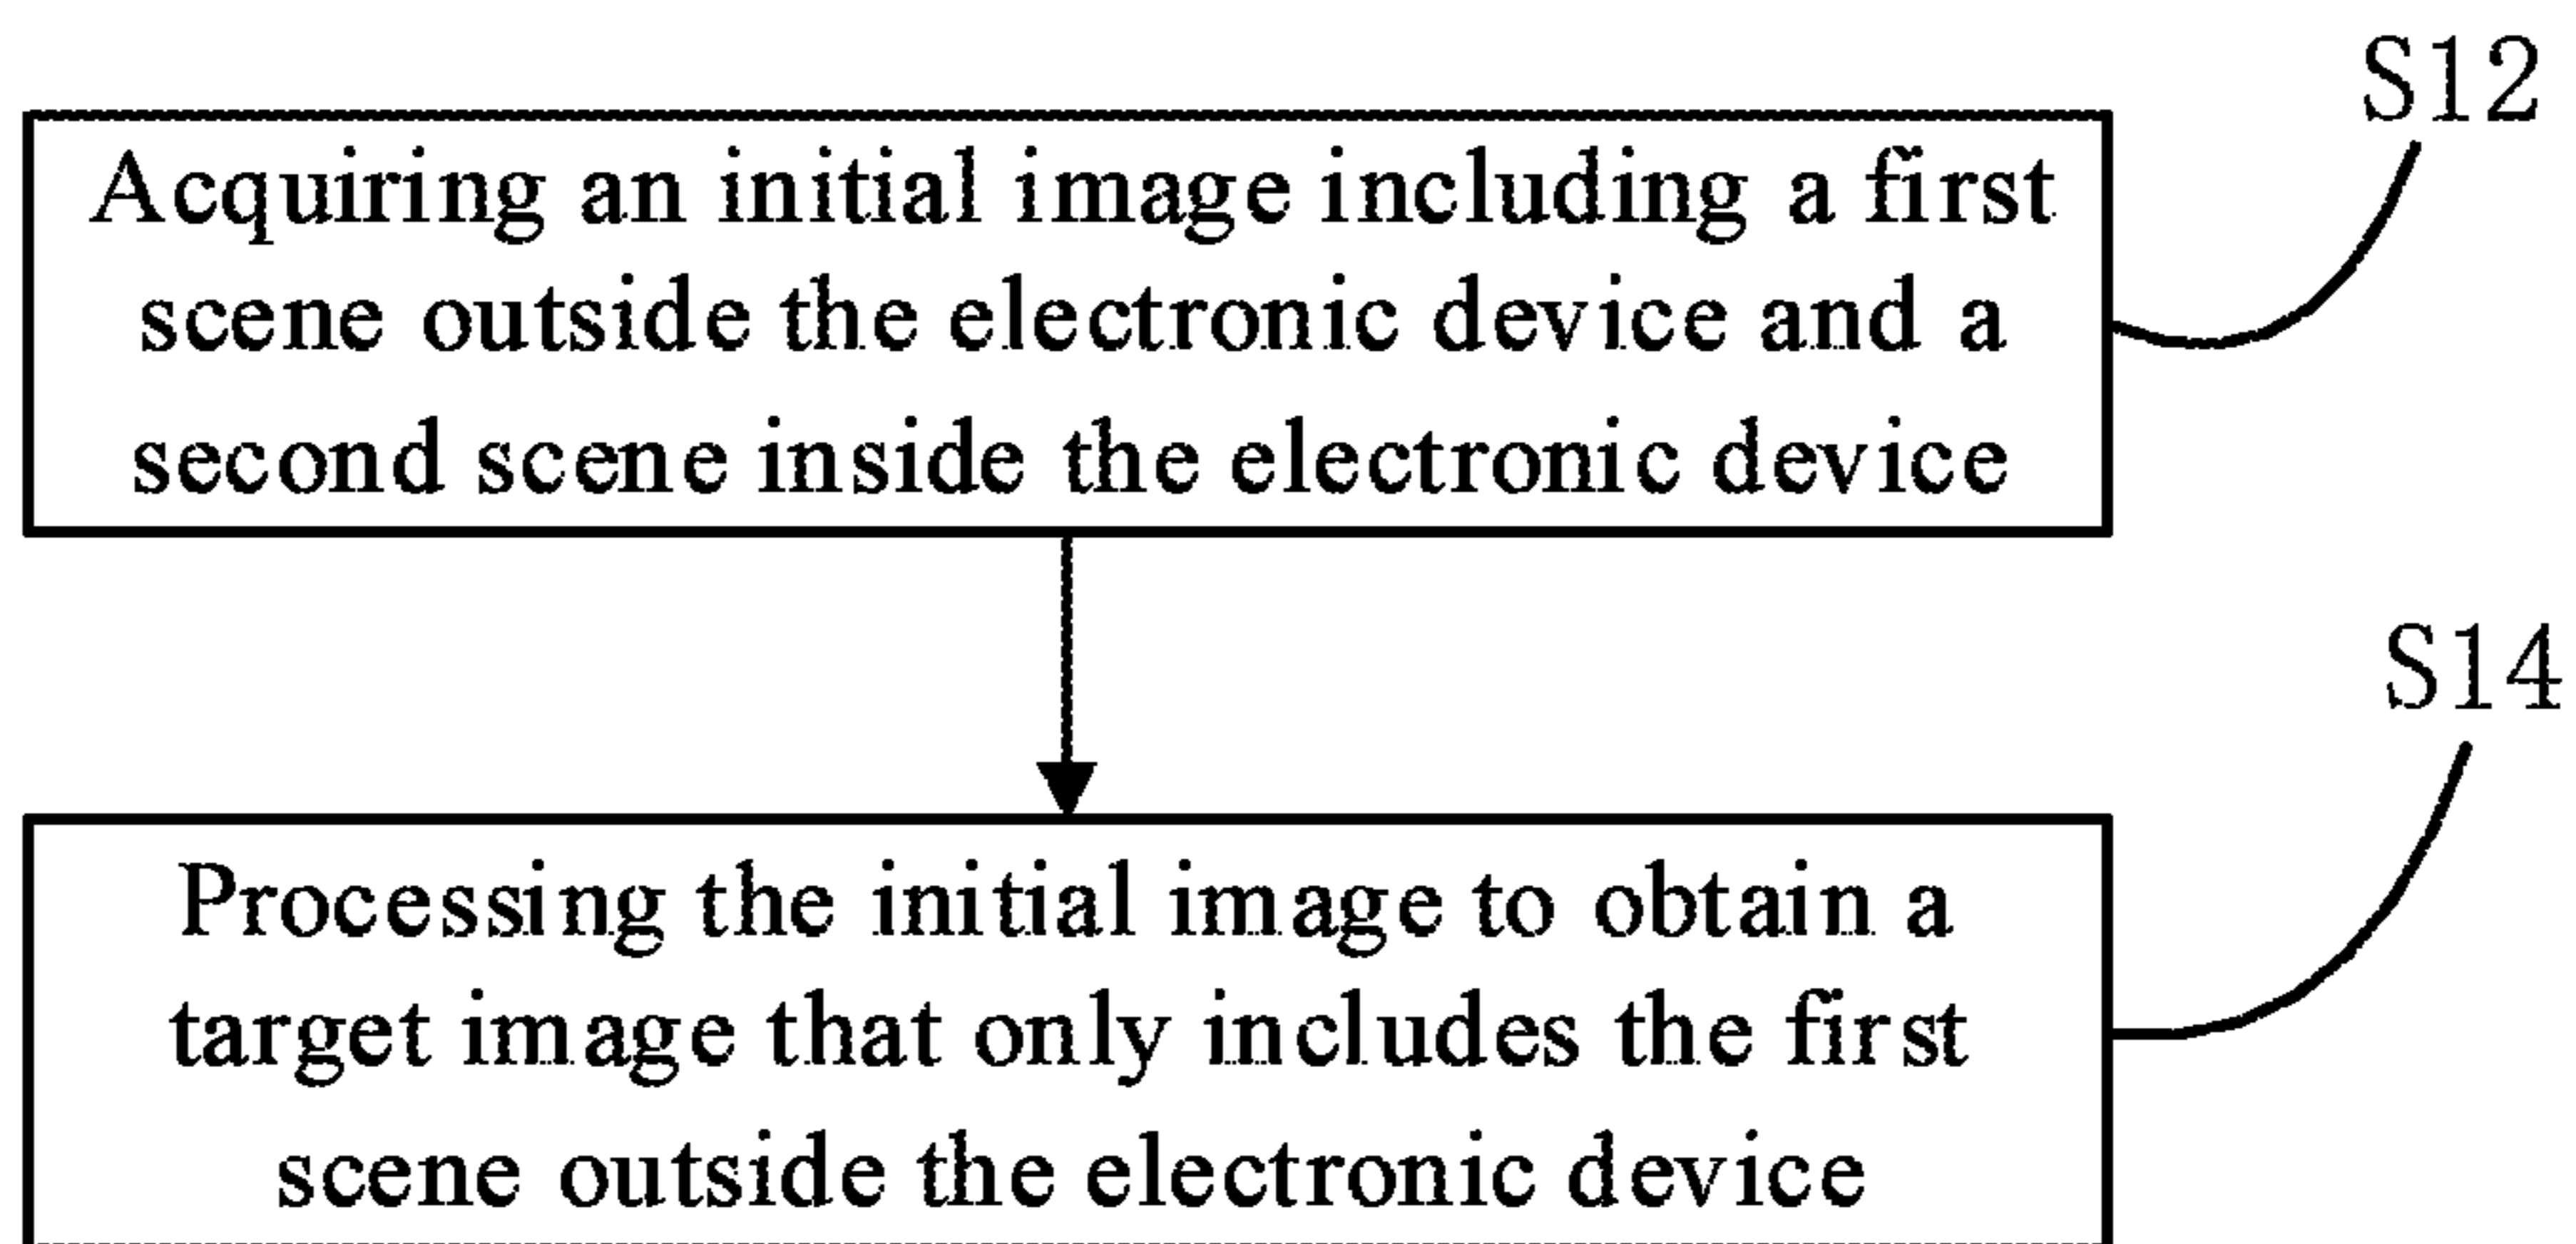 S12
Acquiring an initial image including a first
scene outside the electronic device and a
second scene inside the electronic device
S14
Processing the initial image to obtain a
target image that only includes the first
scene outside the electronic device